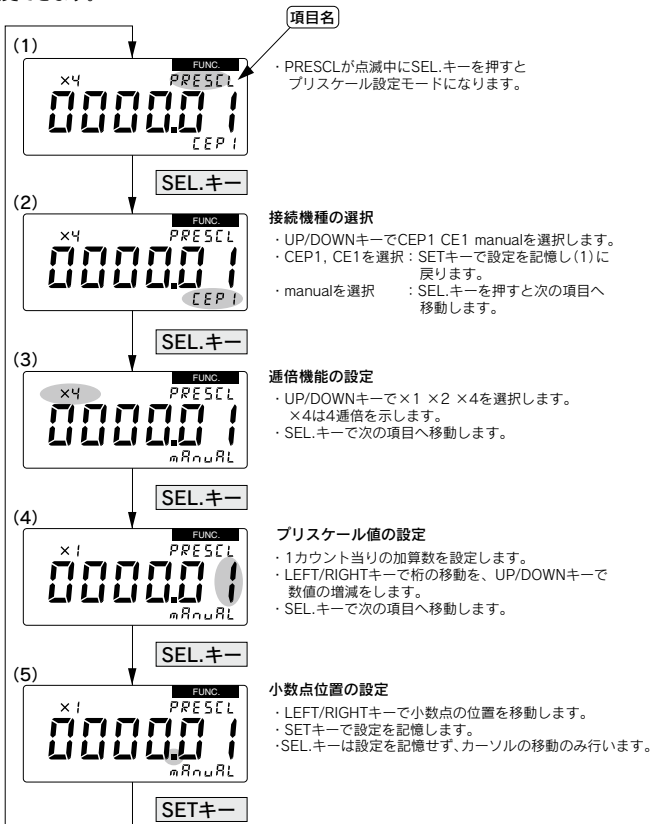 項目名
(1)
FUNC.
×4 PRESCL
0000.01
CEP1
・PRESCLが点滅中にSEL.キーを押すと
プリスケール設定モードになります。
SEL.キー
(2)
FUNC.
×4 PRESCL
0000.01
CEP1
接続機種の選択
・UP/DOWNキーでCEP1 CE1 manualを選択します。
・CEP1, CE1を選択：SETキーで設定を記憶し(1)に
戻ります。
・manualを選択 ：SEL.キーを押すと次の項目へ
移動します。
SEL.キー
(3)
FUNC.
×4 PRESCL
0000.01
mAnuAL
逓倍機能の設定
・UP/DOWNキーで×1 ×2 ×4を選択します。
×4は4逓倍を示します。
・SEL.キーで次の項目へ移動します。
SEL.キー
(4)
FUNC.
×1 PRESCL
0000.01
mAnuAL
プリスケール値の設定
・1カウント当りの加算数を設定します。
・LEFT/RIGHTキーで桁の移動を、UP/DOWNキーで
数値の増減をします。
・SEL.キーで次の項目へ移動します。
SEL.キー
(5)
FUNC.
×1 PRESCL
0000.01
mAnuAL
小数点位置の設定
・LEFT/RIGHTキーで小数点の位置を移動します。
・SETキーで設定を記憶します。
・SEL.キーは設定を記憶せず、カーソルの移動のみ行います。
SETキー